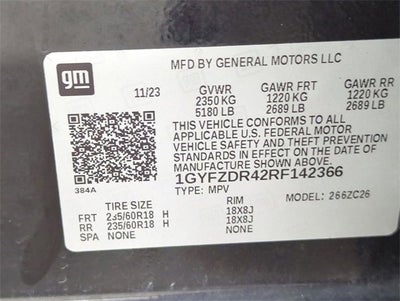 gm
MFD BY GENERAL MOTORS LLC
11/23 GVWR GAWR FRT GAWR RR
2350 KG 1220 KG 1220 KG
5180 LB 2689 LB 2689 LB
THIS VEHICLE CONFORMS TO ALL
APPLICABLE U.S. FEDERAL MOTOR
VEHICLE SAFETY AND THEFT PREVENTION
STANDARDS IN EFFECT ON THE DATE OF
MANUFACTURE SHOWN ABOVE.
384A 1GYFZDR42RF142366
TYPE: MPV MODEL: 266ZC26
TIRE SIZE RIM
FRT 235/60R18 H 18X8J
RR 235/60R18 H 18X8J
SPA NONE NONE